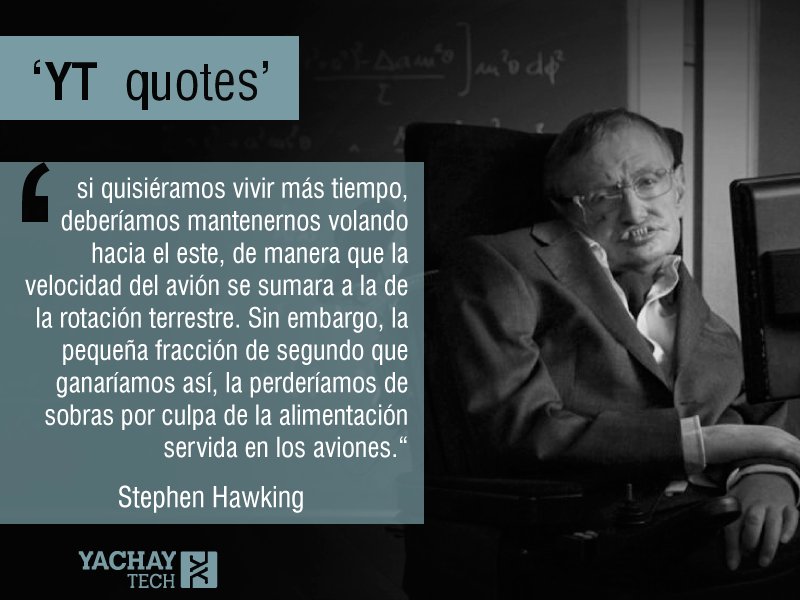 ‘YT quotes’
‘ si quisiéramos vivir más tiempo,
deberíamos mantenernos volando
hacia el este, de manera que la
velocidad del avión se sumara a la de
la rotación terrestre. Sin embargo, la
pequeña fracción de segundo que
ganaríamos así, la perderíamos de
sobras por culpa de la alimentación
servida en los aviones.“
Stephen Hawking
YACHAY
TECH